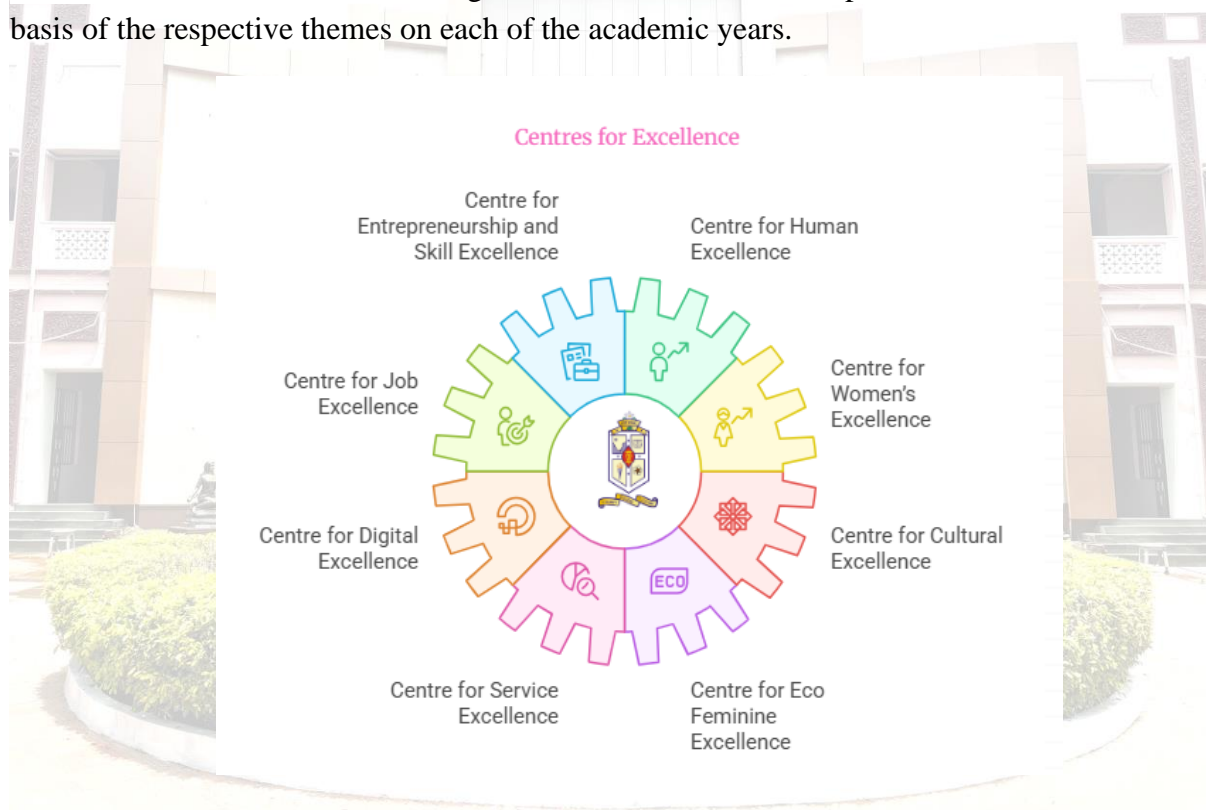 basis of the respective themes on each of the academic years.
Centres for Excellence
Centre for
Entrepreneurship and
Skill Excellence
Centre for Human
Excellence
Centre for Job
Excellence
Centre for
Women's
Excellence
Centre for Digital
Excellence
Centre for Cultural
Excellence
ECO
Centre for Service
Excellence
Centre for Eco
Feminine
Excellence